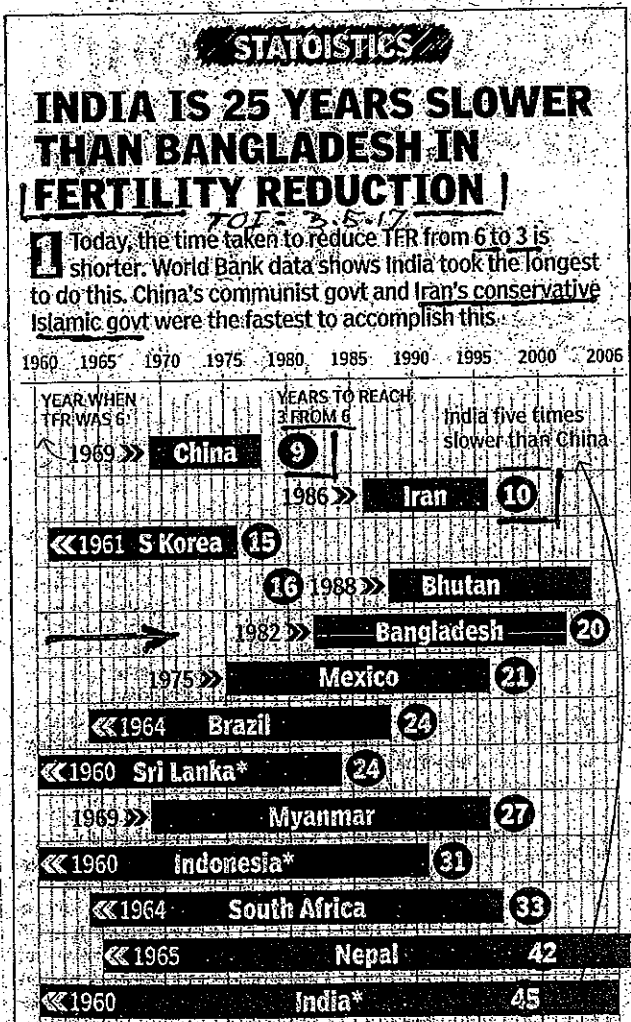 STATOISTICS
INDIA IS 25 YEARS SLOWER
THAN BANGLADESH IN
FERTILITY REDUCTION
TOI: 3.5.17
1 Today, the time taken to reduce TFR from 6 to 3 is
shorter. World Bank data shows India took the longest
to do this. China's communist govt and Iran's conservative
Islamic govt were the fastest to accomplish this
1960 1965 1970 1975 1980 1985 1990 1995 2000 2006
YEAR WHEN
TFR WAS 6
YEARS TO REACH
3 FROM 6
India five times
slower than China
1969 » China 9
1986 » Iran 10
«1961 S Korea 15
16 1988 » Bhutan
1982 » Bangladesh 20
1975 » Mexico 21
«1964 Brazil 24
«1960 Sri Lanka* 24
1969 » Myanmar 27
«1960 Indonesia* 31
«1964 South Africa 33
«1965 Nepal 42
«1960 India* 45